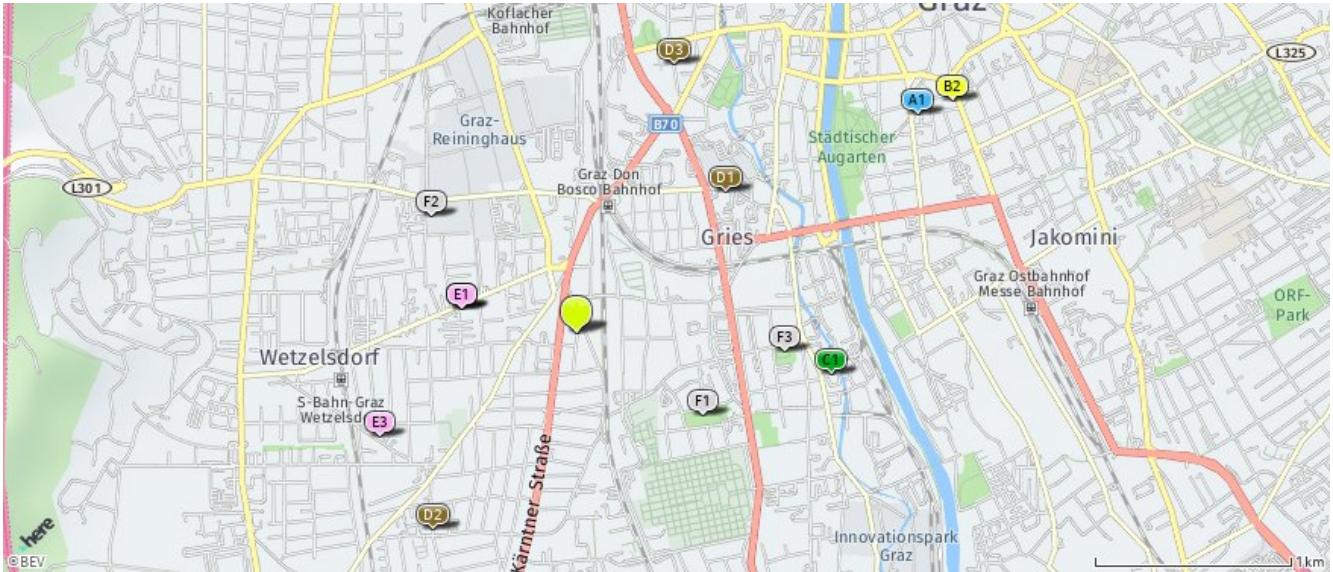 Graz
Köflacher
Bahnhof
D3
L325
B2
A1
B70
Graz-
Reininghaus
Städtischer
Augarten
Graz Don
Bosco Bahnhof
D1
L301
F2
Gries
Jakomini
Graz Ostbahnhof
Messe Bahnhof
E1
ORF-
Park
F3
Wetzelsdorf
C1
S-Bahn-Graz
Wetzelsd
F1
E3
Kärntner Straße
D2
here
Innovationspark
Graz
©BEV
1km